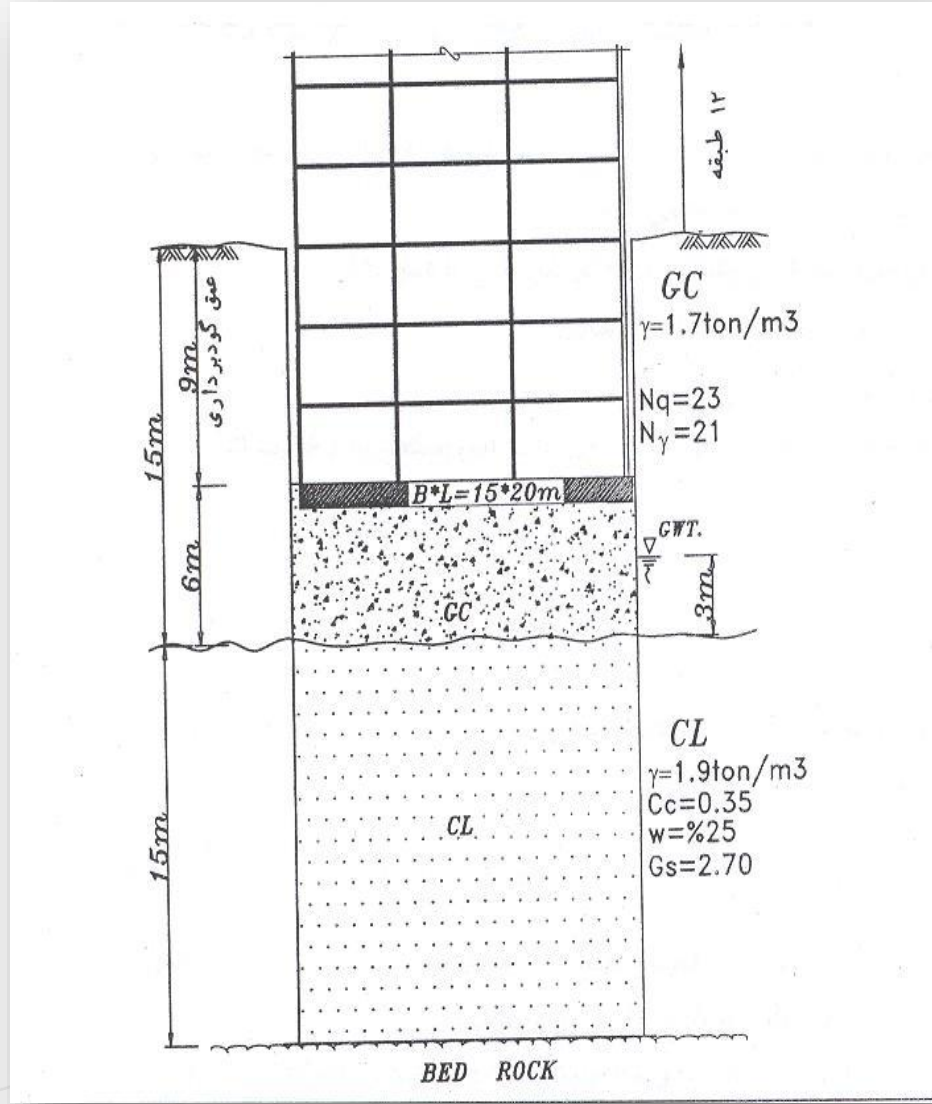 ۱۲ طبقه
GC
γ=1.7ton/m3
Nq=23
Nγ=21
9m
عمق گودبرداری
15m
B*L=15*20m
GWT.
6m
3m
GC
CL
γ=1.9ton/m3
Cc=0.35
w=%25
Gs=2.70
CL
15m
BED ROCK